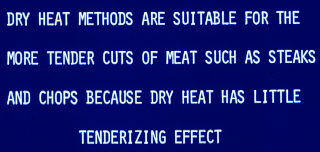 DRY HEAT METHODS ARE SUITABLE FOR THE
MORE TENDER CUTS OF MEAT SUCH AS STEAKS
AND CHOPS BECAUSE DRY HEAT HAS LITTLE
TENDERIZING EFFECT